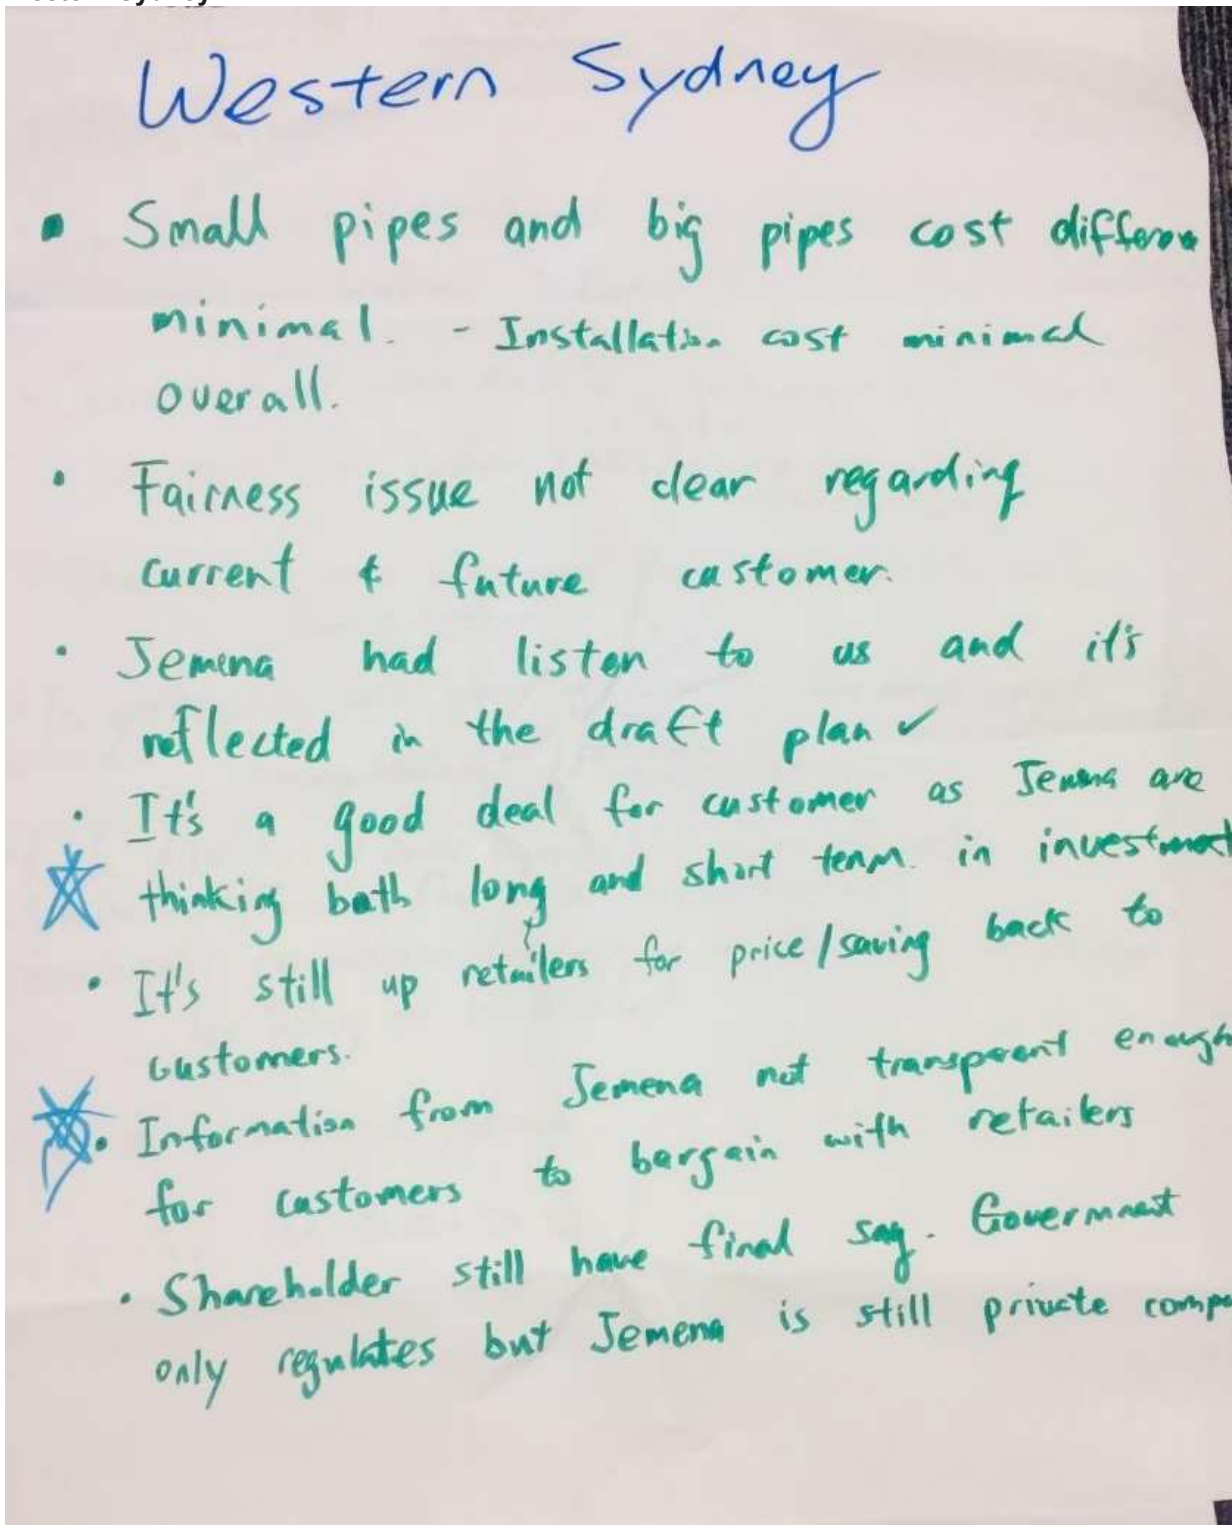 Western Sydney
• Small pipes and big pipes cost differen
minimal. - Installation cost minimal
overall.
• Fairness issue not clear regarding
current & future customer.
• Jemena had listen to us and it's
reflected in the draft plan ✓
• It's a good deal for customer as Jemena are
thinking both long and short term. in investment
• It's still up retailers for price/saving back to
customers.
• Information from Jemena not transparent enough
for customers to bargain with retailers
• Shareholder still have final say. Government
only regulates but Jemena is still private comp